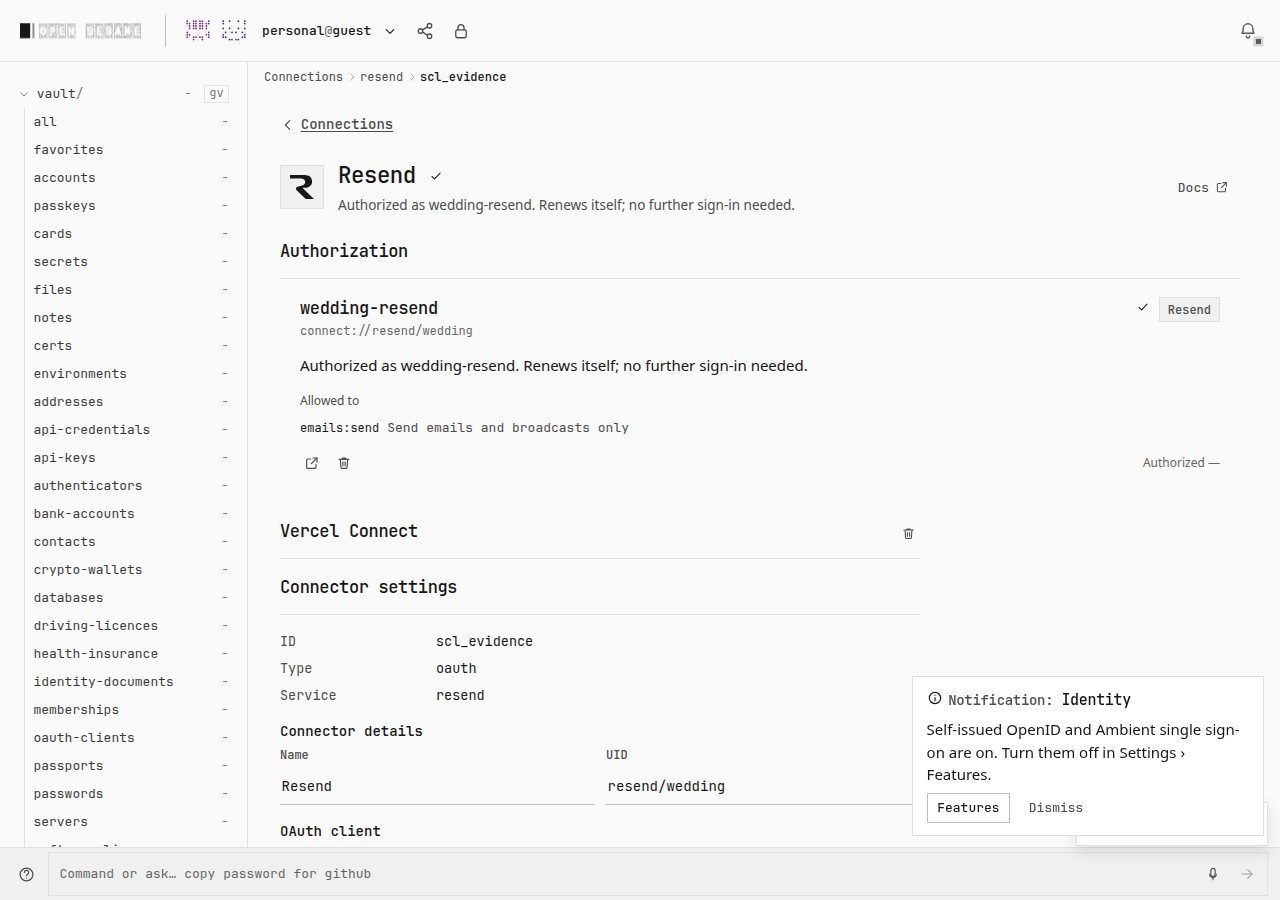 OPEN SESAME
personal@guest
Connections > resend > scl_evidence
vault/ - gv
all -
favorites -
accounts -
passkeys -
cards -
secrets -
files -
notes -
certs -
environments -
addresses -
api-credentials -
api-keys -
authenticators -
bank-accounts -
contacts -
crypto-wallets -
databases -
driving-licences -
health-insurance -
identity-documents -
memberships -
oauth-clients -
passports -
passwords -
servers -
Connections
Resend
Authorized as wedding-resend. Renews itself; no further sign-in needed.
Docs
Authorization
wedding-resend
Resend
connect://resend/wedding
Authorized as wedding-resend. Renews itself; no further sign-in needed.
Allowed to
emails:send Send emails and broadcasts only
Authorized —
Vercel Connect
Connector settings
ID scl_evidence
Type oauth
Service resend
Connector details
Name UID
Resend resend/wedding
OAuth client
Notification: Identity
Self-issued OpenID and Ambient single sign-
on are on. Turn them off in Settings ›
Features.
Features Dismiss
Command or ask… copy password for github